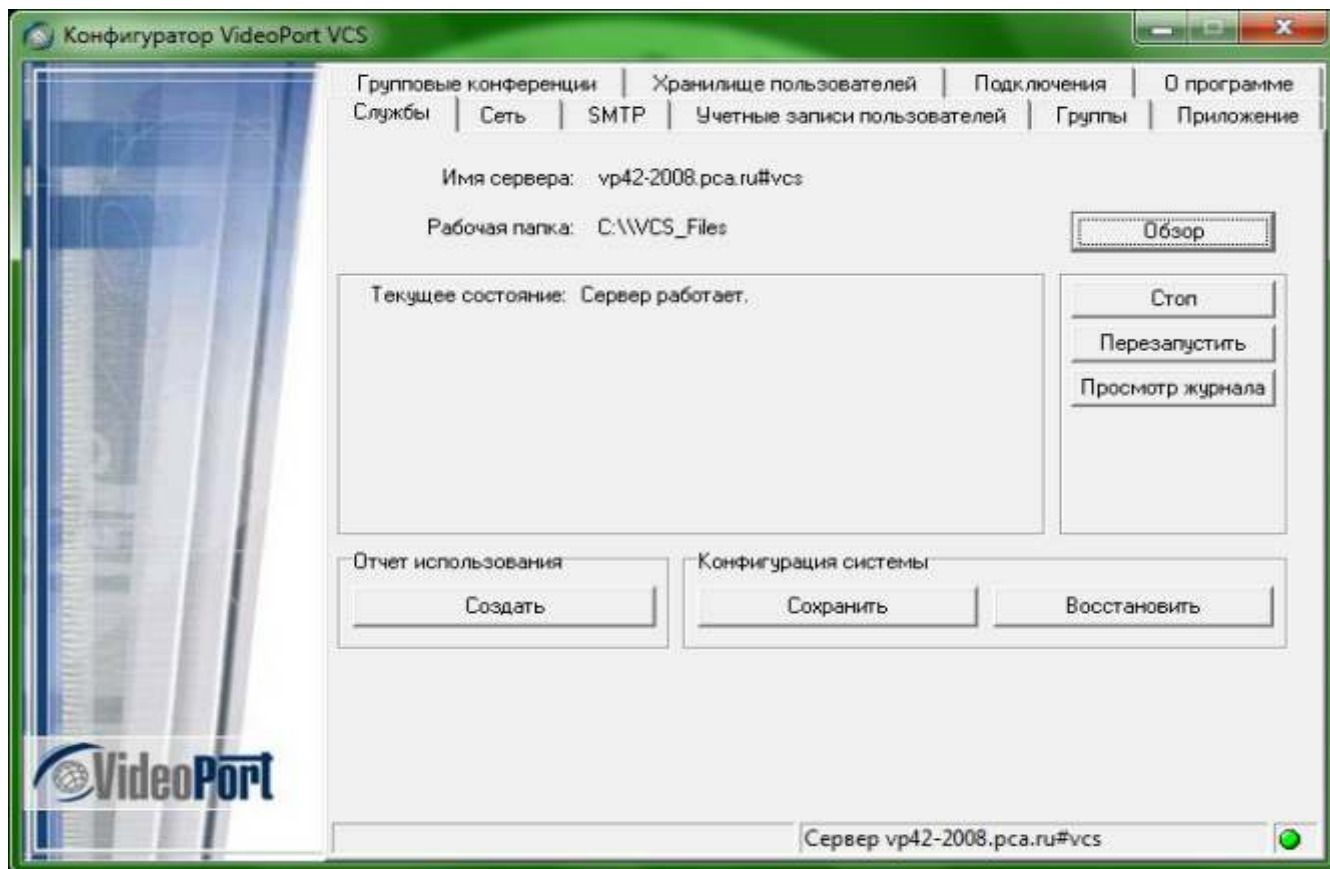 Конфигуратор VideoPort VCS
Групповые конференции Хранилище пользователей Подключения О программе
Службы Сеть SMTP Учетные записи пользователей Группы Приложение
Имя сервера: vp42-2008.pca.ru#vcs
Рабочая папка: C:\\VCS_Files
Обзор
Текущее состояние: Сервер работает.
Стоп
Перезапустить
Просмотр журнала
Отчет использования
Создать
Конфигурация системы
Сохранить Восстановить
VideoPort
Сервер vp42-2008.pca.ru#vcs